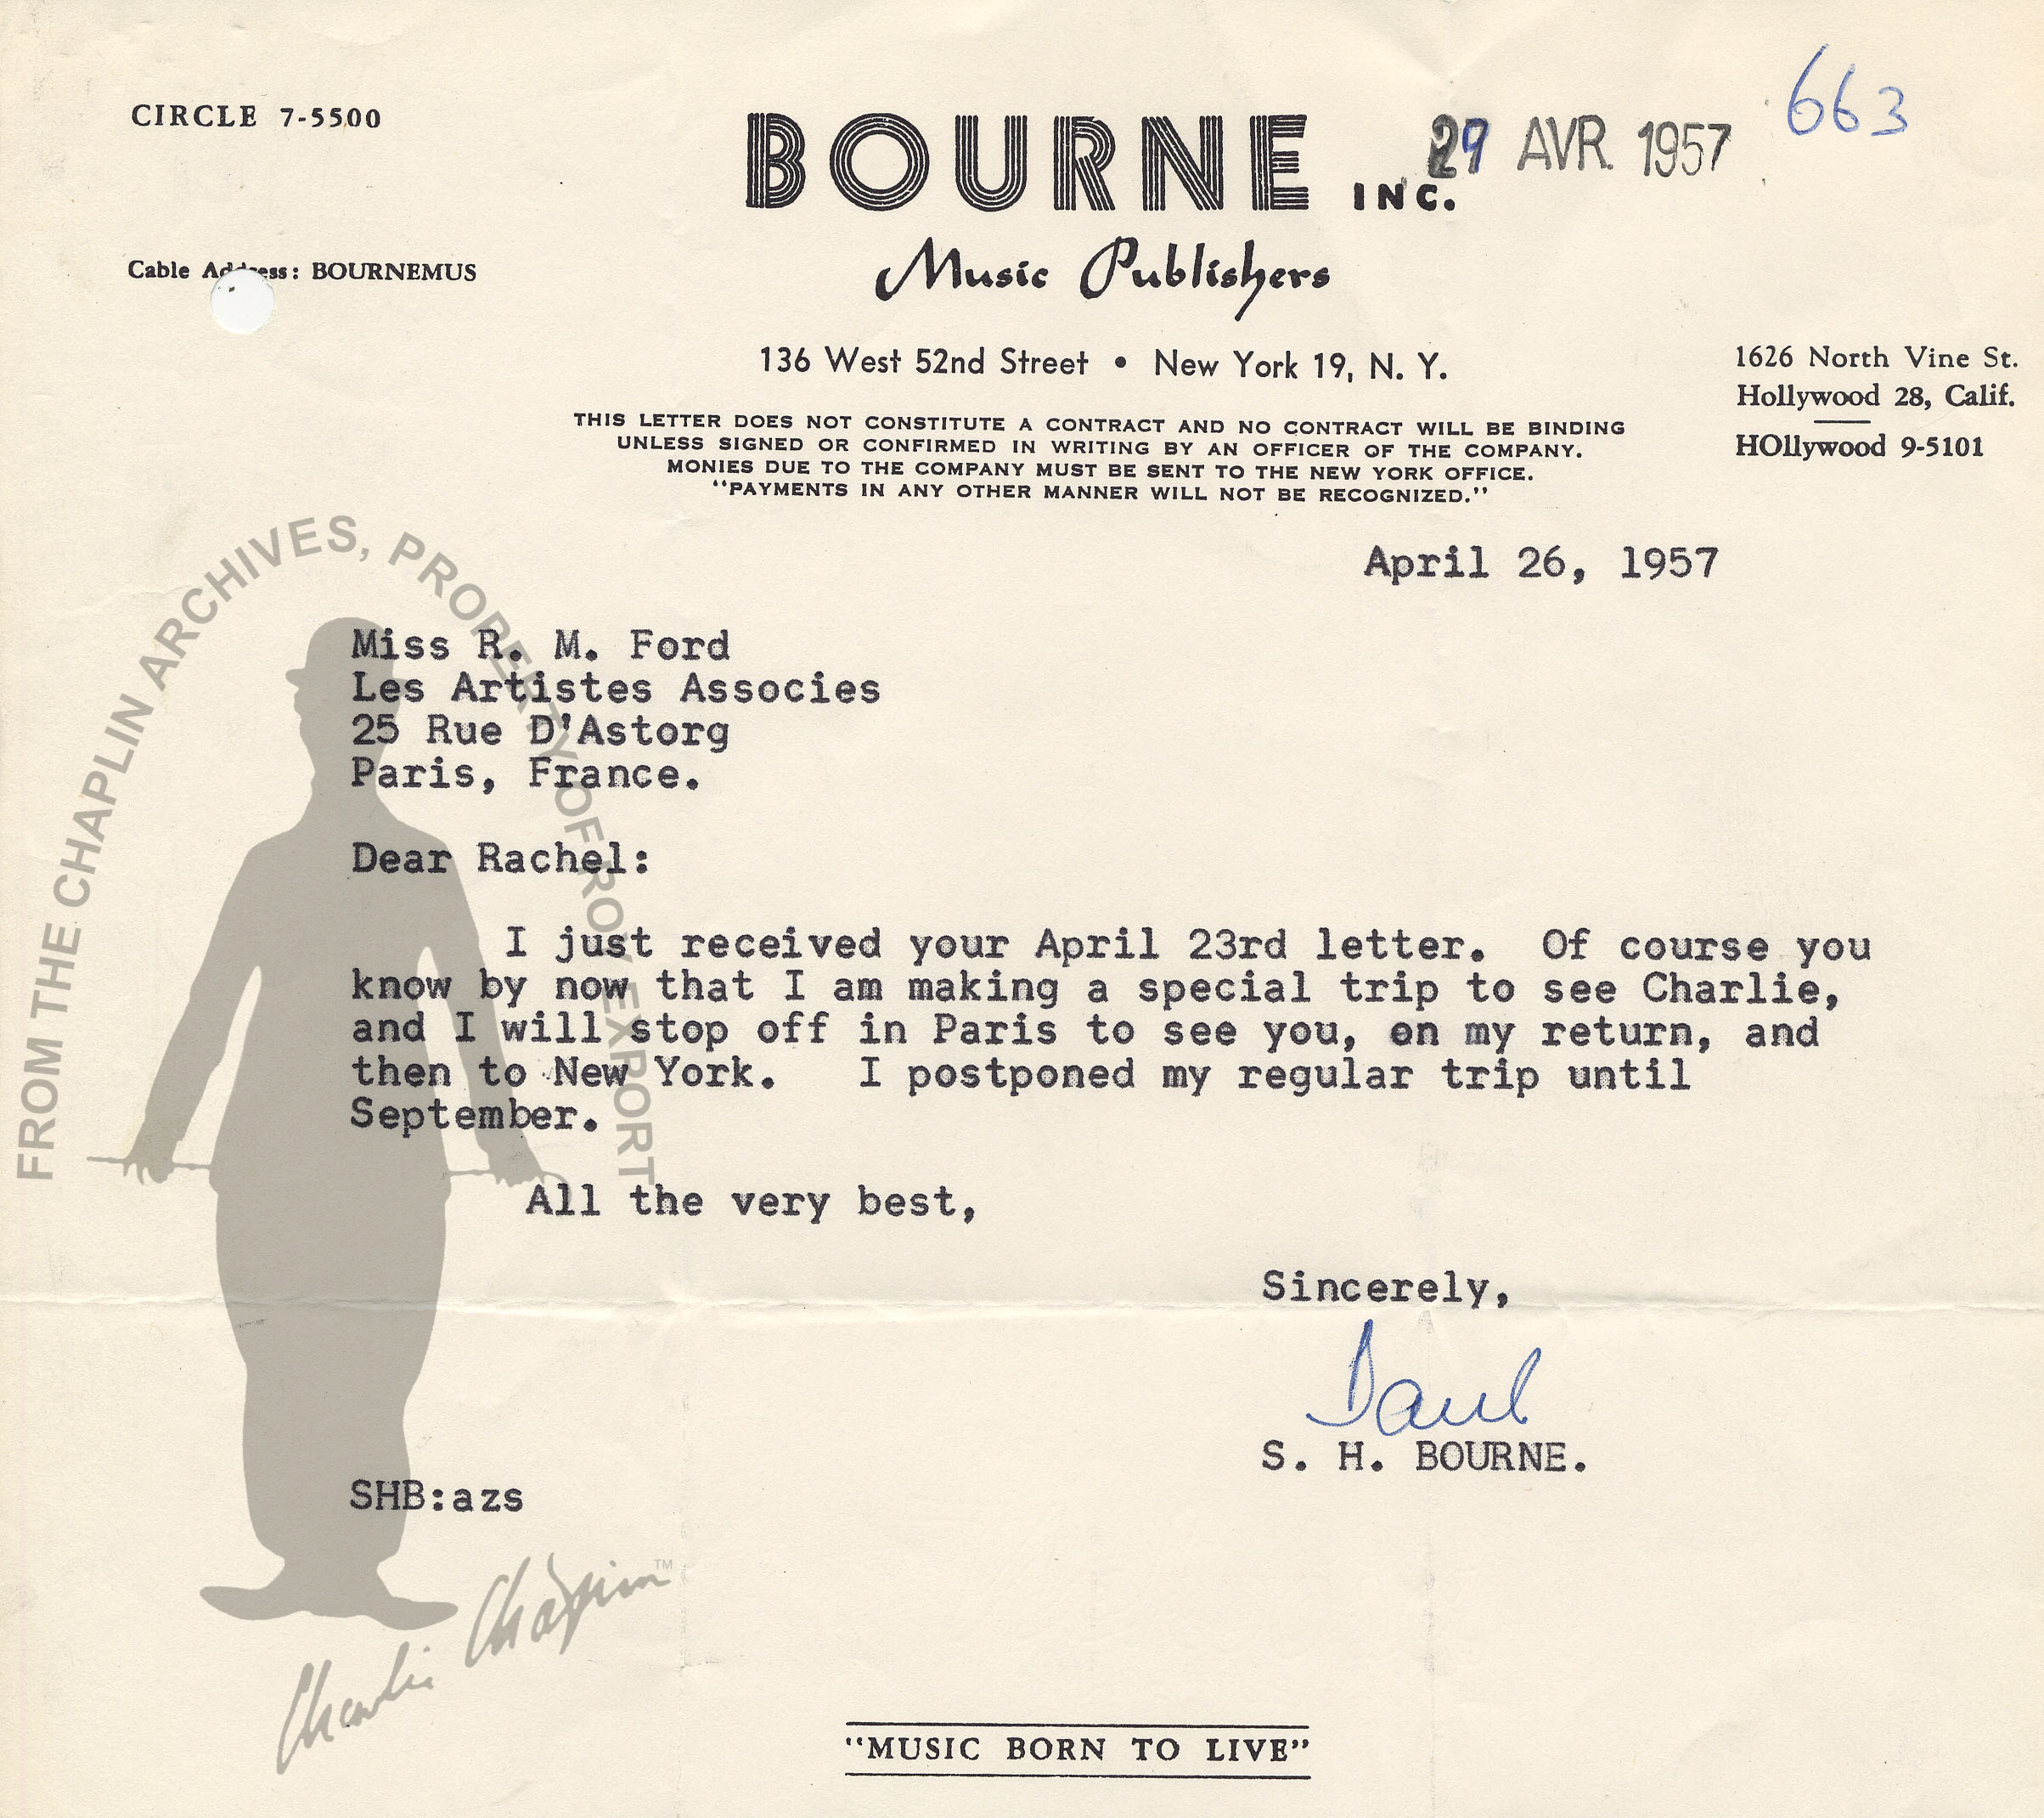 663
CIRCLE 7-5500
BOURNE INC.
29 AVR. 1957
Cable Address: BOURNEMUS
Music Publishers
136 West 52nd Street • New York 19, N. Y.
1626 North Vine St.
Hollywood 28, Calif.
HOllywood 9-5101
THIS LETTER DOES NOT CONSTITUTE A CONTRACT AND NO CONTRACT WILL BE BINDING
UNLESS SIGNED OR CONFIRMED IN WRITING BY AN OFFICER OF THE COMPANY.
MONIES DUE TO THE COMPANY MUST BE SENT TO THE NEW YORK OFFICE.
"PAYMENTS IN ANY OTHER MANNER WILL NOT BE RECOGNIZED."
April 26, 1957
FROM THE CHAPLIN ARCHIVES, PROPERTY OF ROY EXPORT
Miss R. M. Ford
Les Artistes Associes
25 Rue D'Astorg
Paris, France.
Dear Rachel:
I just received your April 23rd letter. Of course you
know by now that I am making a special trip to see Charlie,
and I will stop off in Paris to see you, on my return, and
then to New York. I postponed my regular trip until
September.
All the very best,
Sincerely,
S. H. BOURNE.
SHB:azs
Charlie Chaplin™
"MUSIC BORN TO LIVE"